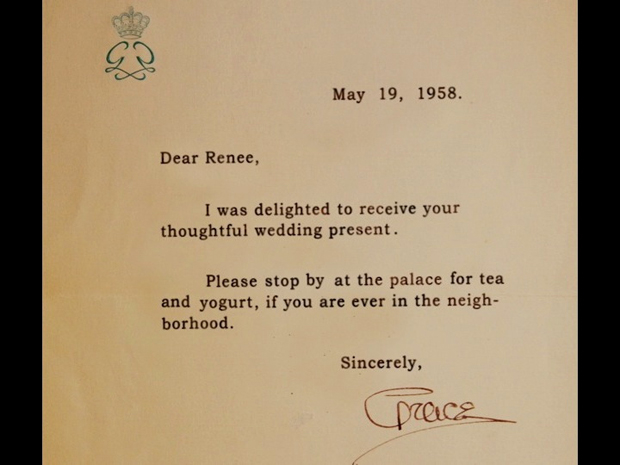 May 19, 1958.
Dear Renee,
I was delighted to receive your
thoughtful wedding present.
Please stop by at the palace for tea
and yogurt, if you are ever in the neigh-
borhood.
Sincerely,
Grace